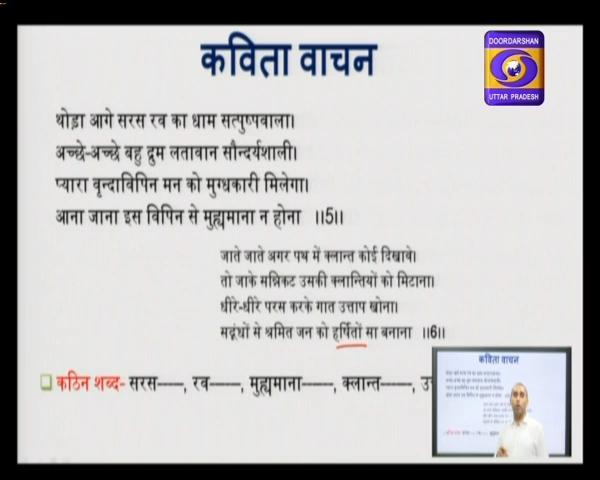 कविता वाचन
DOORDARSHAN
UTTAR PRADESH
थोड़ा आगे सरस रव का धाम सत्पुष्पवाला।
अच्छे-अच्छे बहु द्रुम लतावान सौन्दर्यशाली।
प्यारा वृन्दाविपिन मन को मुग्धकारी मिलेगा।
आना जाना इस विपिन से मुह्यमाना न होना ।।5।।
जाते जाते अगर पथ में क्लान्त कोई दिखावे।
तो जाके सन्निकट उसकी क्लान्तियों को मिटाना।
धीरे-धीरे परम करके गात उत्ताप खोना।
सद्गंधों से श्रमित जन को हर्षितों सा बनाना ।।6।।
कठिन शब्द- सरस----, रव----, मुह्यमाना-----, क्लान्त----, उ
कविता वाचन